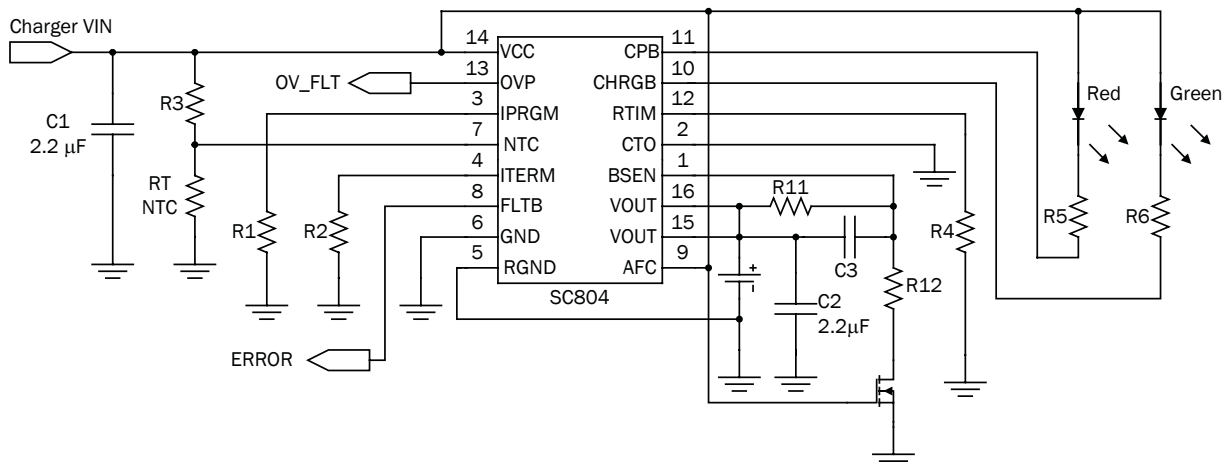 Charger VIN
C1
2.2 μF
R3
RT
NTC
OV_FLT
R1
R2
ERROR
14
13
3
7
4
8
6
5
VCC
OVP
IPRGM
NTC
ITERM
FLTB
GND
RGND
CPB
CHRGB
RTIM
CTO
BSEN
VOUT
VOUT
AFC
SC804
11
10
12
2
1
16
15
9
R11
C3
+
C2
2.2μF
R12
R4
Red
Green
R5
R6